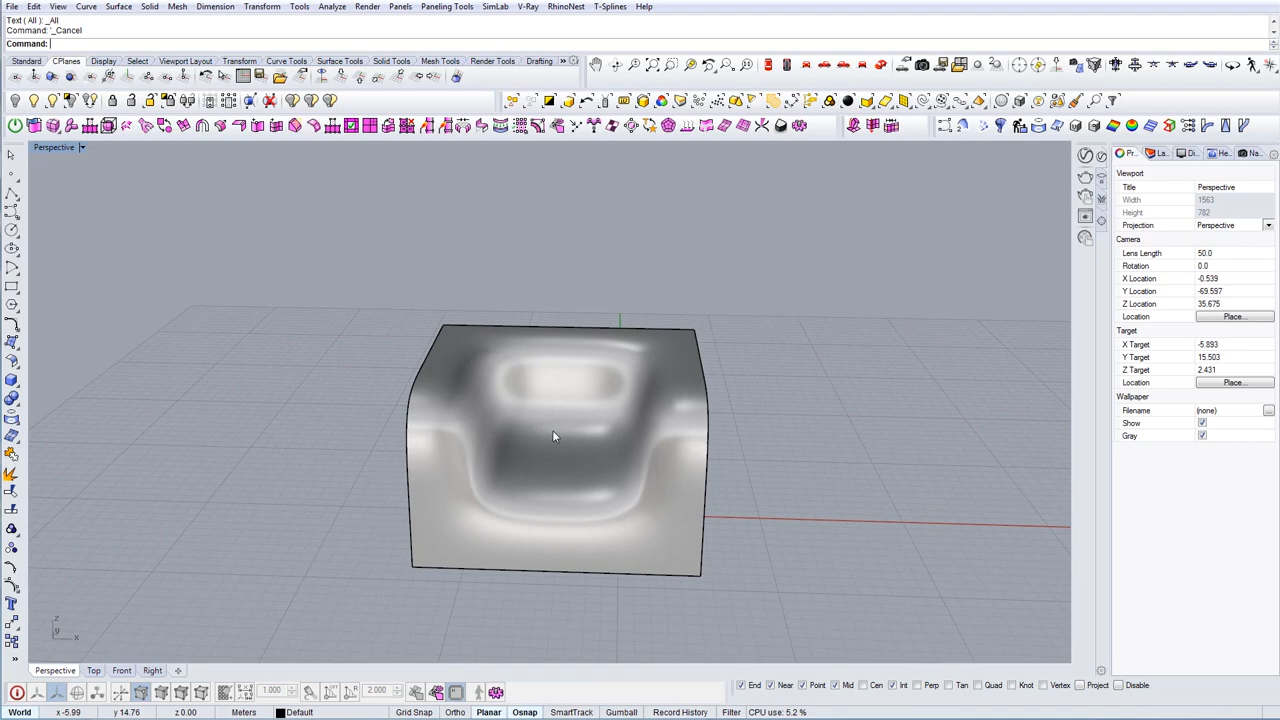 File Edit View Curve Surface Solid Mesh Dimension Transform Tools Analyze Render Panels Paneling Tools SimLab V-Ray RhinoNest T-Splines Help
Text ( All ): _All
Command: '_Cancel
Command:
Standard CPlanes Display Select Viewport Layout Transform Curve Tools Surface Tools Solid Tools Mesh Tools Render Tools Drafting »
Perspective
Pr... La... Di... He... Na...
Viewport
Title Perspective
Width 1563
Height 782
Projection Perspective
Camera
Lens Length 50.0
Rotation 0.0
X Location -0.539
Y Location -69.597
Z Location 35.675
Location Place...
Target
X Target -5.893
Y Target 15.503
Z Target 2.431
Location Place...
Wallpaper
Filename (none) ...
Show
Gray
z
y x
Perspective Top Front Right
1.000 2.000
End Near Point Mid Cen Int Perp Tan Quad Knot Vertex Project Disable
World x -5.99 y 14.76 z 0.00 Meters Default Grid Snap Ortho Planar Osnap SmartTrack Gumball Record History Filter CPU use: 5.2 %